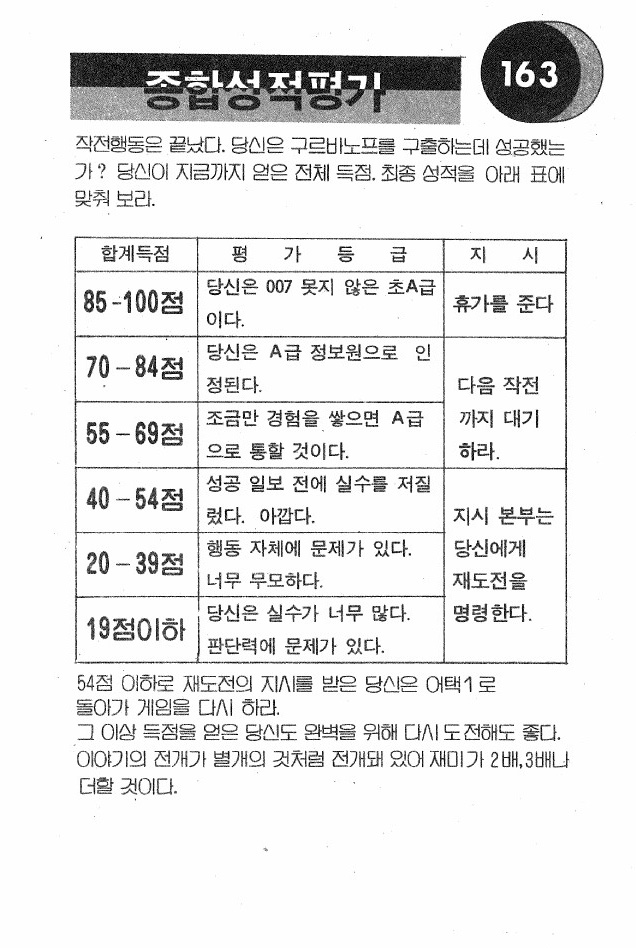 종합성적평가
163
작전행동은 끝났다. 당신은 구르바노프를 구출하는데 성공했는
가? 당신이 지금까지 얻은 전체 득점. 최종 성적을 아래 표에
맞춰 보라.
합계득점 평 가 등 급 지 시
85-100점
당신은 007 못지 않은 초A급
이다.
휴가를 준다
70-84점
당신은 A급 정보원으로 인
정된다.
55-69점
조금만 경험을 쌓으면 A급
으로 통할 것이다.
다음 작전
까지 대기
하라.
40-54점
성공 일보 전에 실수를 저질
렀다. 아깝다.
20-39점
행동 자체에 문제가 있다.
너무 무모하다.
19점이하
당신은 실수가 너무 많다.
판단력에 문제가 있다.
지시 본부는
당신에게
재도전을
명령한다.
54점 이하로 재도전의 지시를 받은 당신은 어택1로
돌아가 게임을 다시 하라.
그 이상 득점을 얻은 당신도 완벽을 위해 다시 도전해도 좋다.
이야기의 전개가 별개의 것처럼 전개돼 있어 재미가 2배,3배나
더할 것이다.